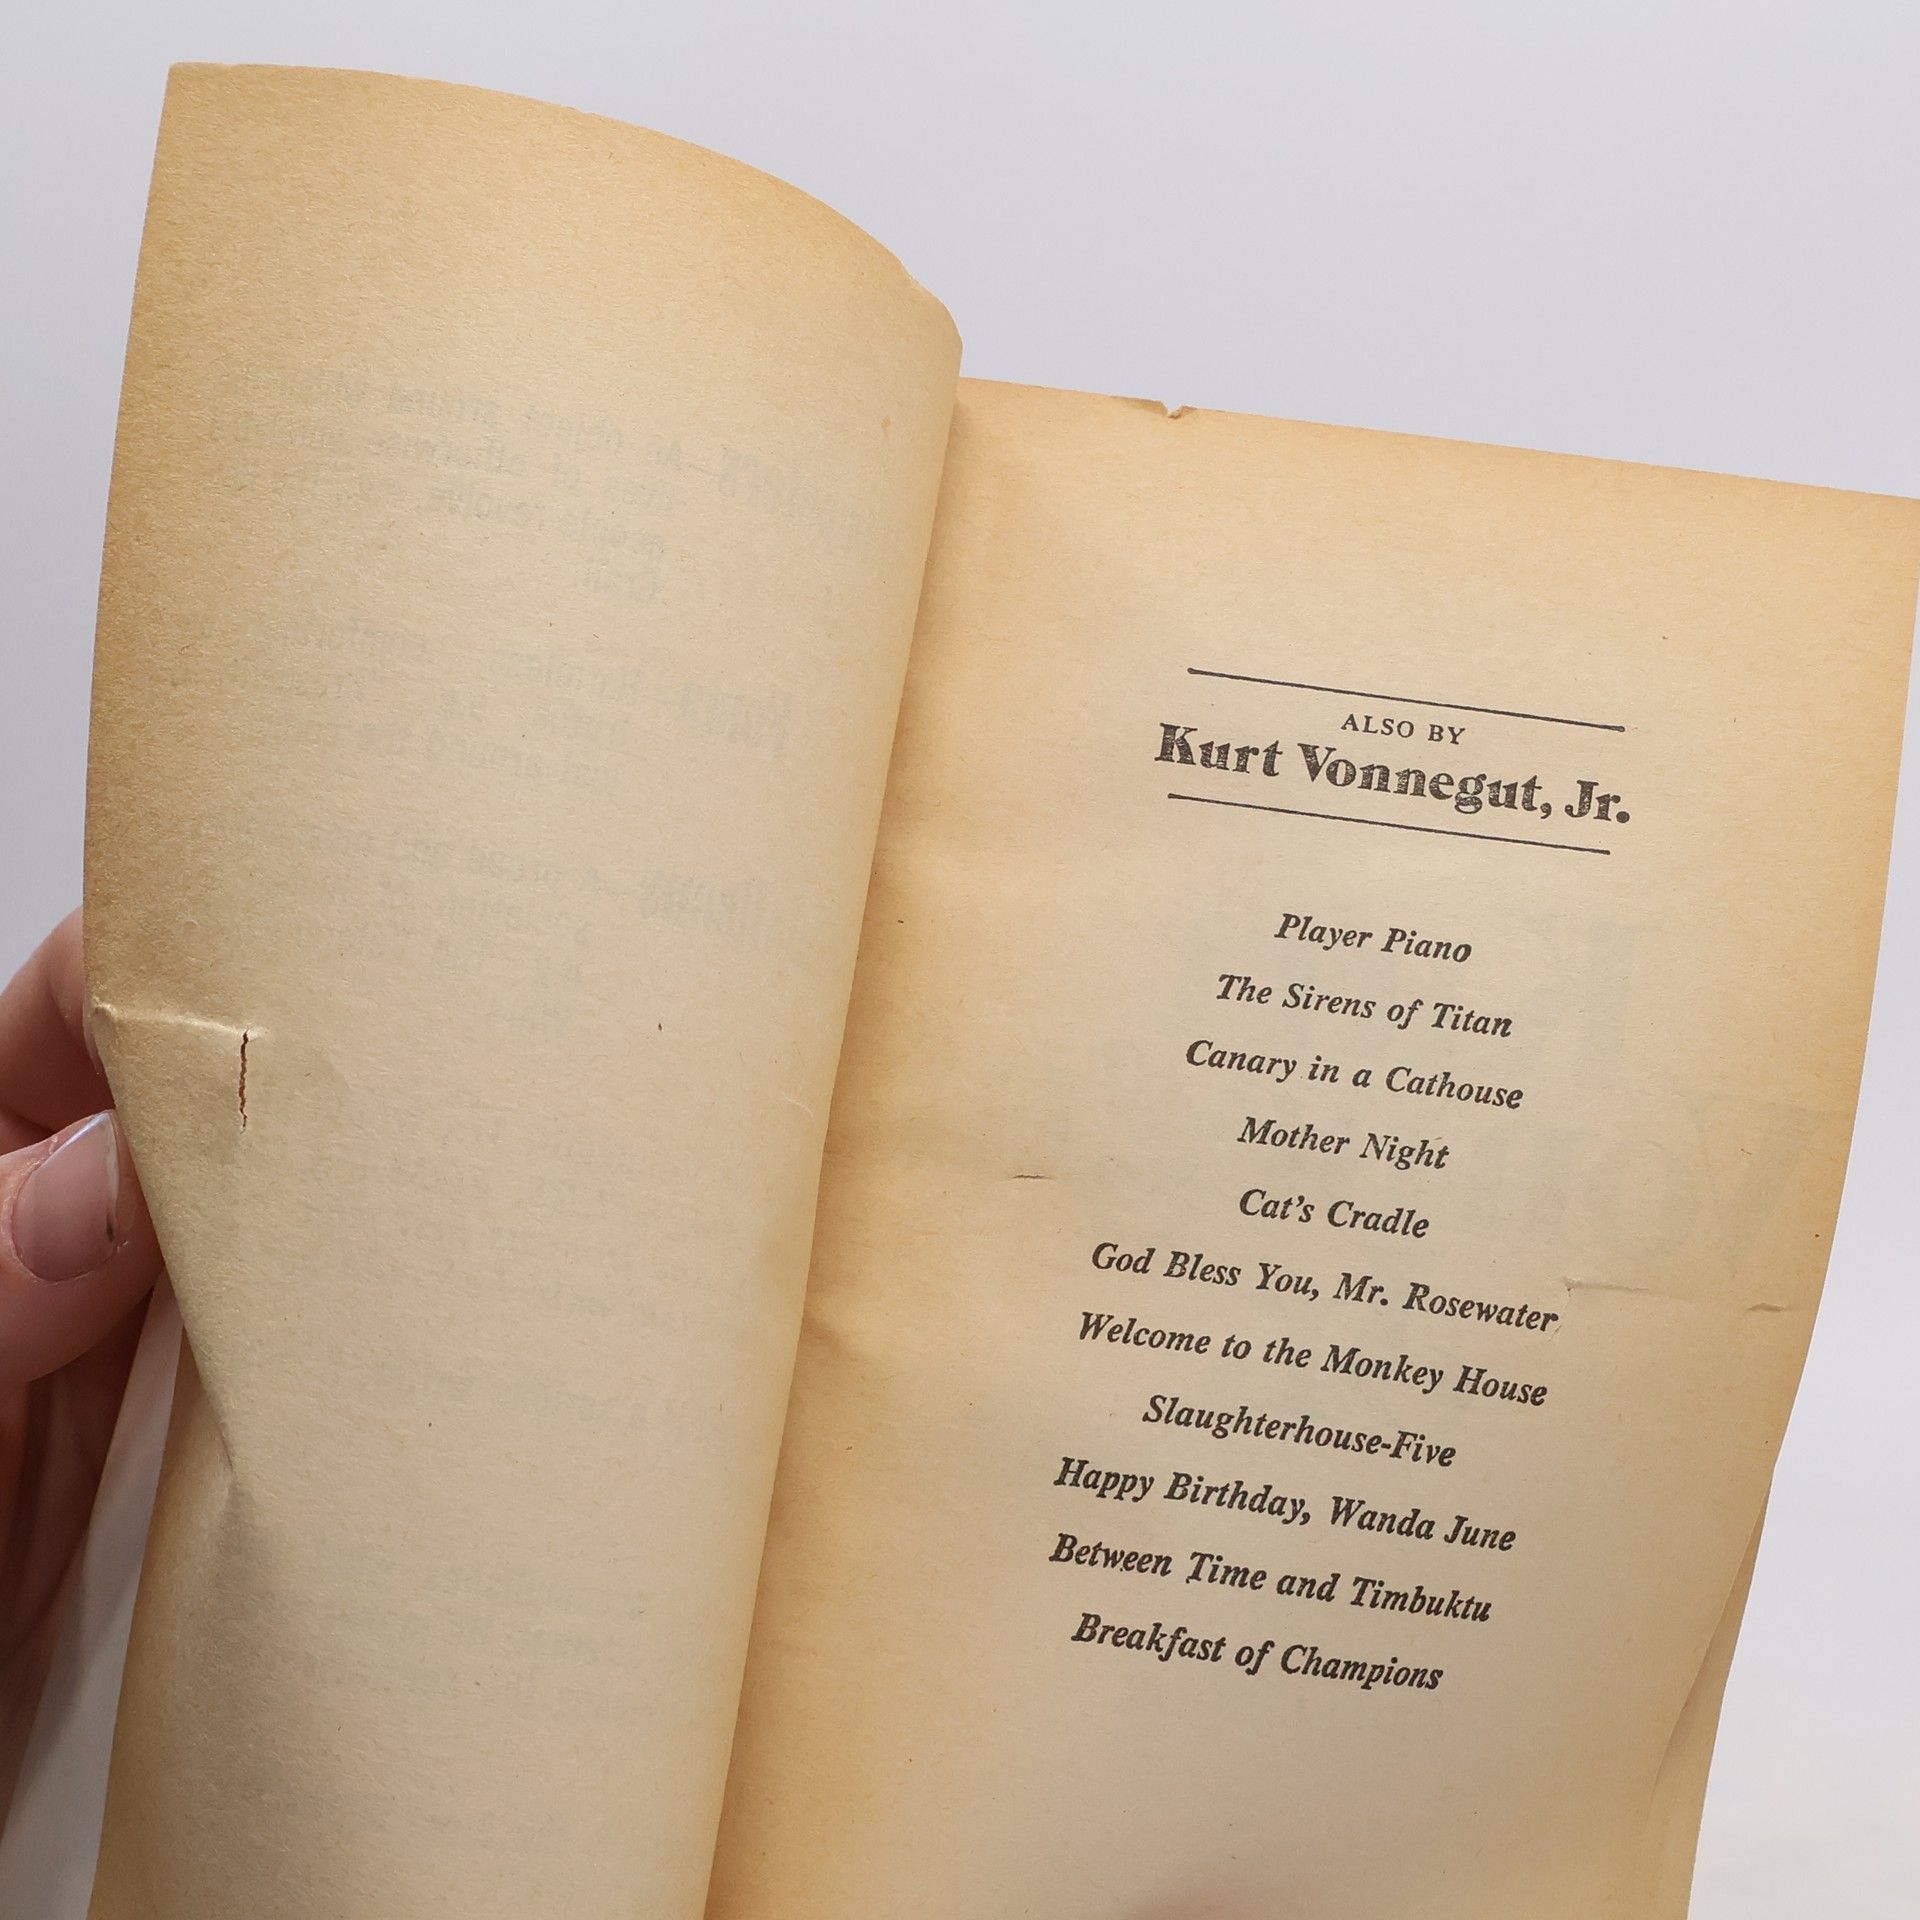 ALSO BY
Kurt Vonnegut, Jr.
Player Piano
The Sirens of Titan
Canary in a Cathouse
Mother Night
Cat's Cradle
God Bless You, Mr. Rosewater
Welcome to the Monkey House
Slaughterhouse-Five
Happy Birthday, Wanda June
Between Time and Timbuktu
Breakfast of Champions